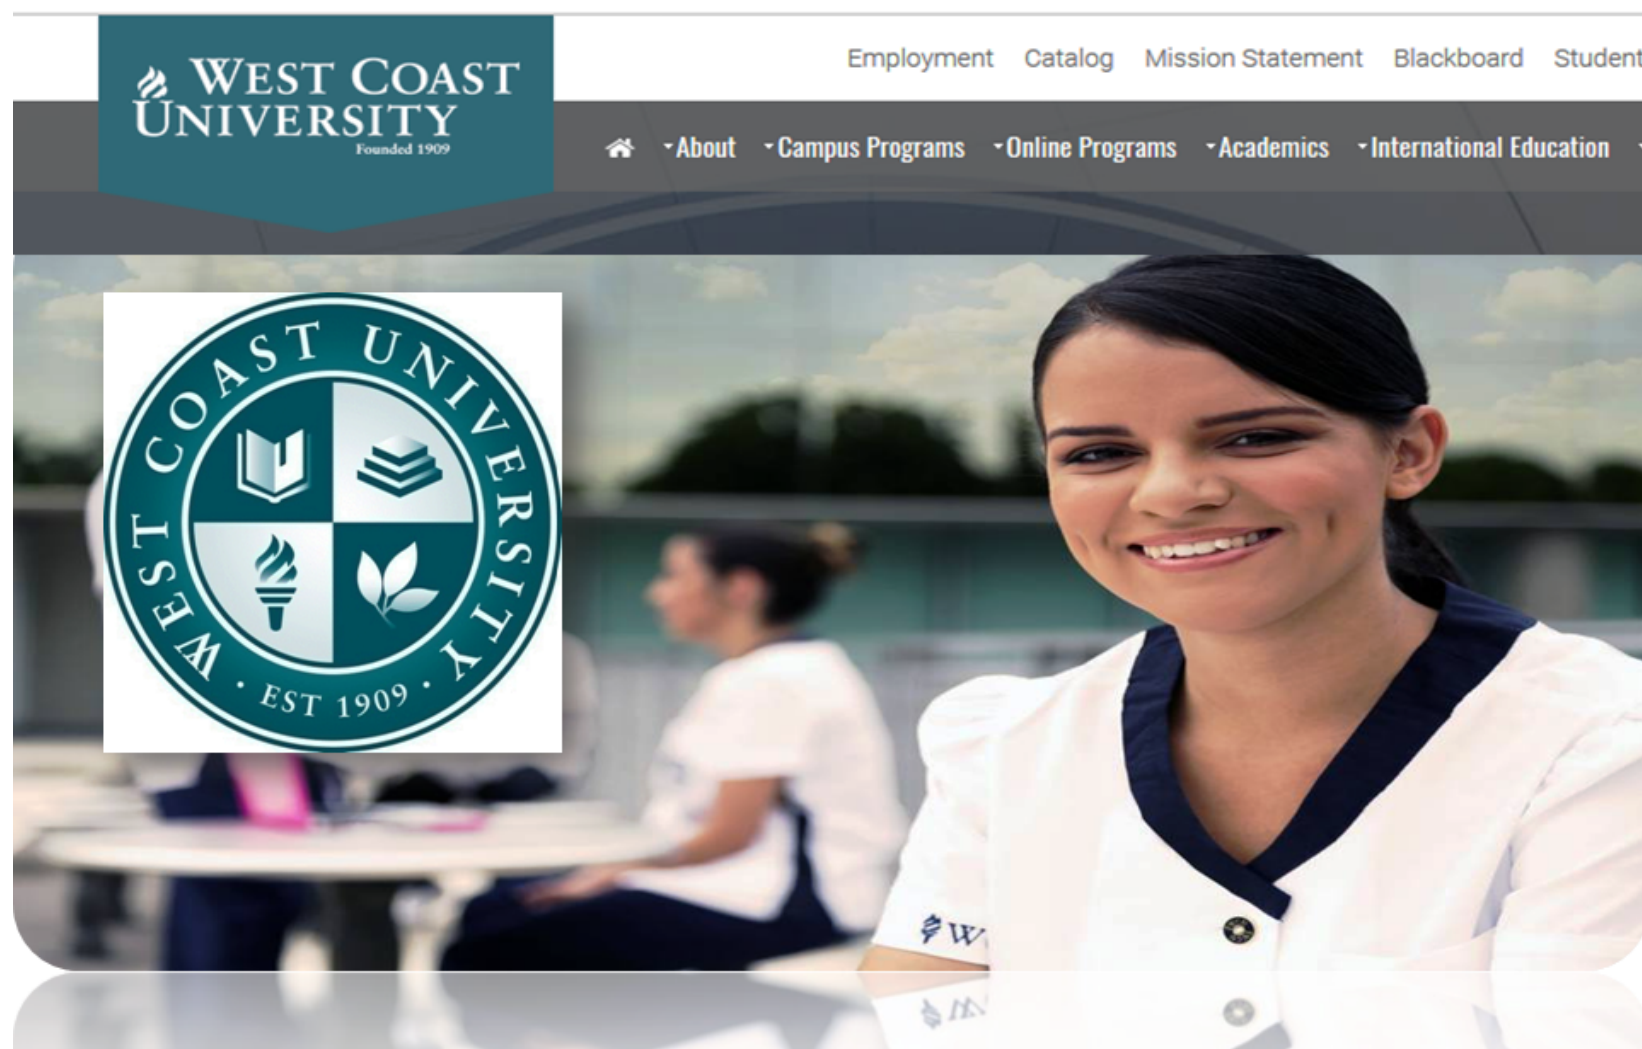 Employment Catalog Mission Statement Blackboard Student
WEST COAST
UNIVERSITY
Founded 1909
About Campus Programs Online Programs Academics International Education
WEST COAST UNIVERSITY
· EST 1909 ·
W